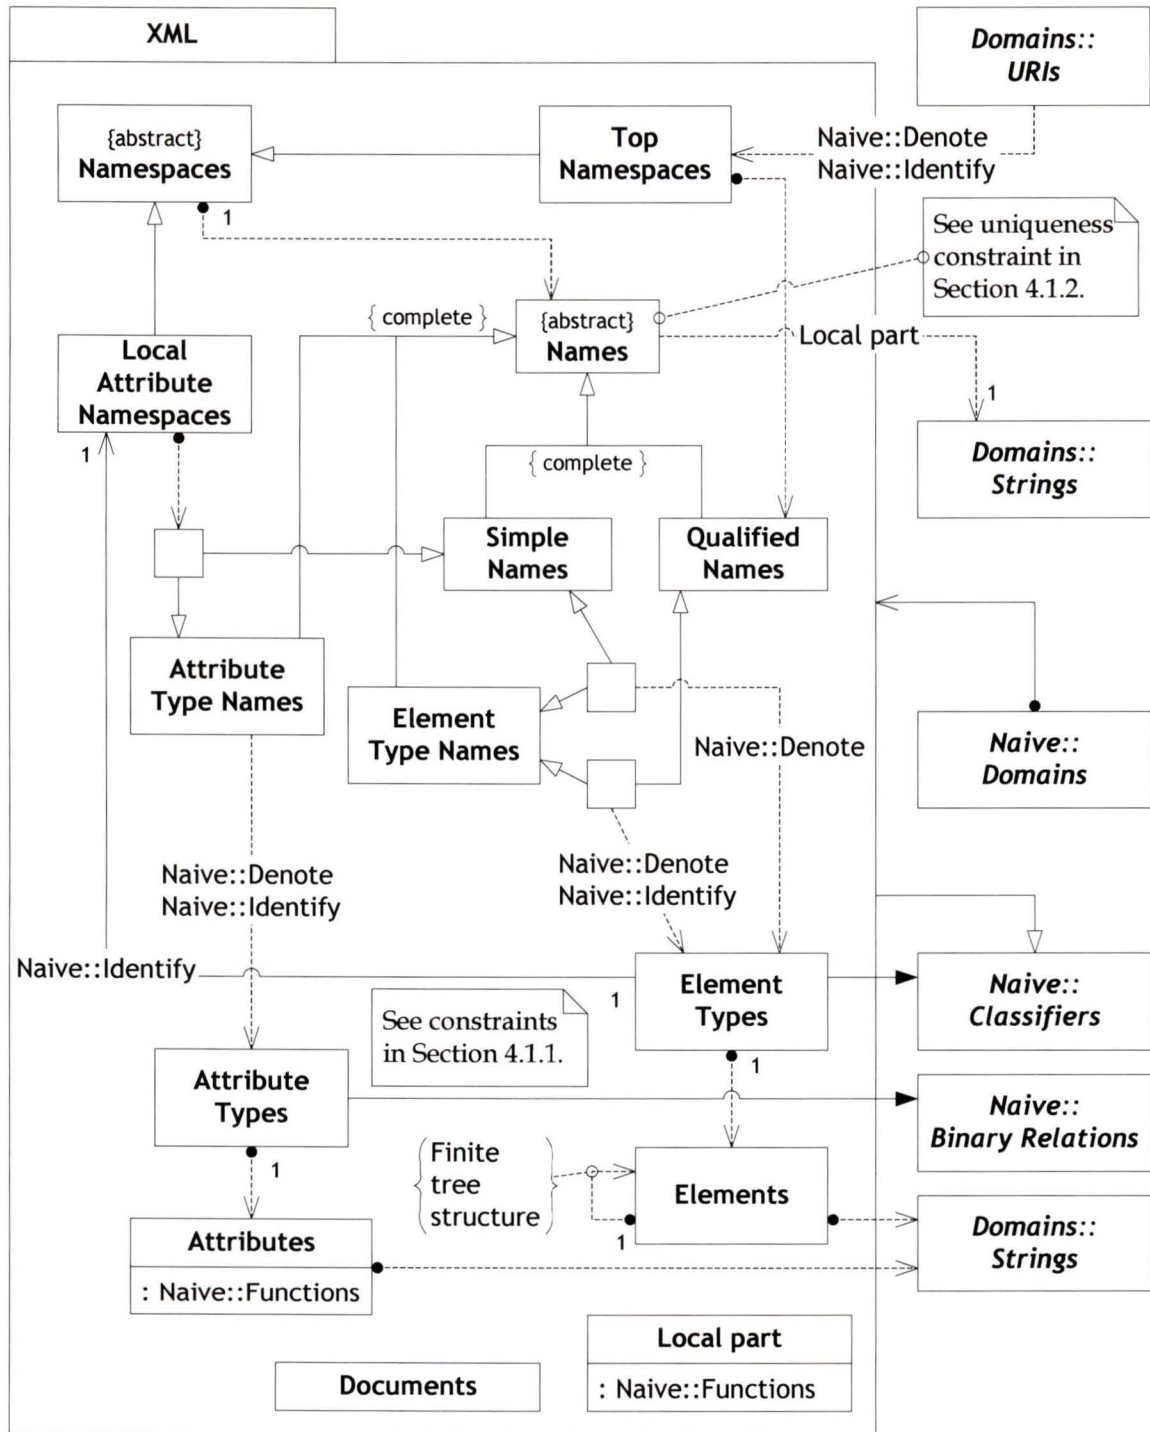 XML
Domains::
URIs
{abstract}
Namespaces
Top
Namespaces
Naive::Denote
Naive::Identify
1
See uniqueness
constraint in
Section 4.1.2.
{ complete }
{abstract}
Names
Local part
1
Local
Attribute
Namespaces
1
{ complete }
Domains::
Strings
Simple
Names
Qualified
Names
Attribute
Type Names
Element
Type Names
Naive::Denote
Naive::
Domains
Naive::Denote
Naive::Identify
Naive::Denote
Naive::Identify
Naive::Identify
1
Element
Types
Naive::
Classifiers
See constraints
in Section 4.1.1.
1
Attribute
Types
Naive::
Binary Relations
1
Finite
tree
structure
1
Elements
Domains::
Strings
Attributes
: Naive::Functions
Local part
: Naive::Functions
Documents